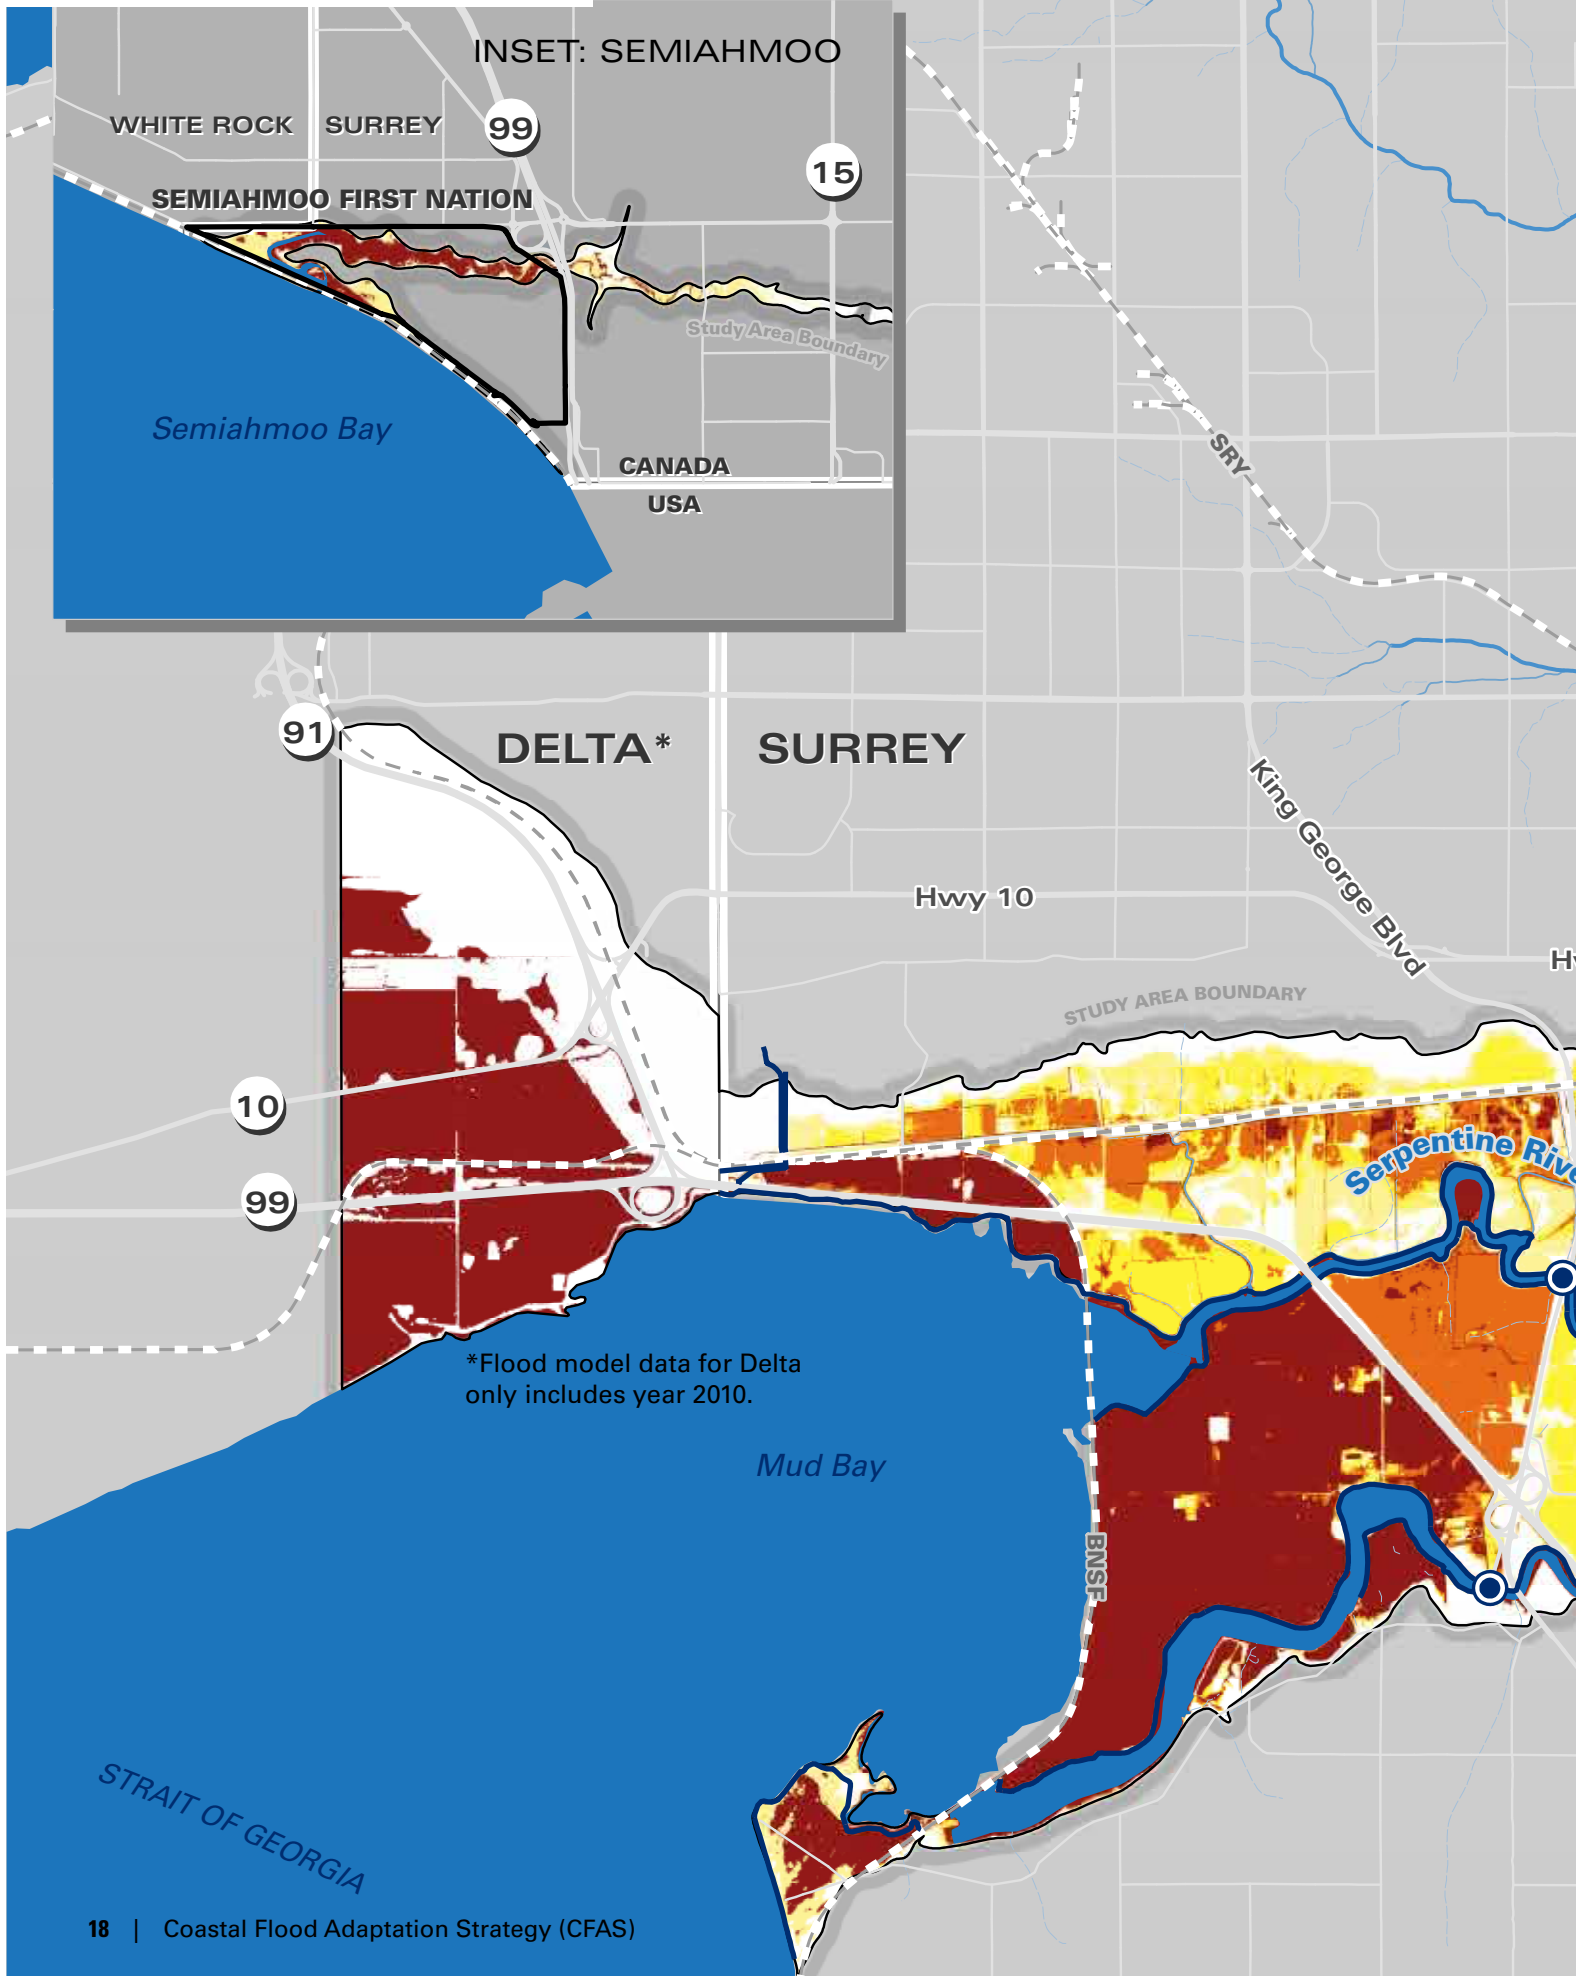 INSET: SEMIAHMOO
WHITE ROCK
SURREY
99
15
SEMIAHMOO FIRST NATION
Study Area Boundary
Semiahmoo Bay
CANADA
USA
SRY
91
DELTA*
SURREY
King George Blvd
Hwy 10
STUDY AREA BOUNDARY
10
99
Serpentine
*Flood model data for Delta
only includes year 2010.
Mud Bay
BNSF
STRAIT OF GEORGIA
18 | Coastal Flood Adaptation Strategy (CFAS)